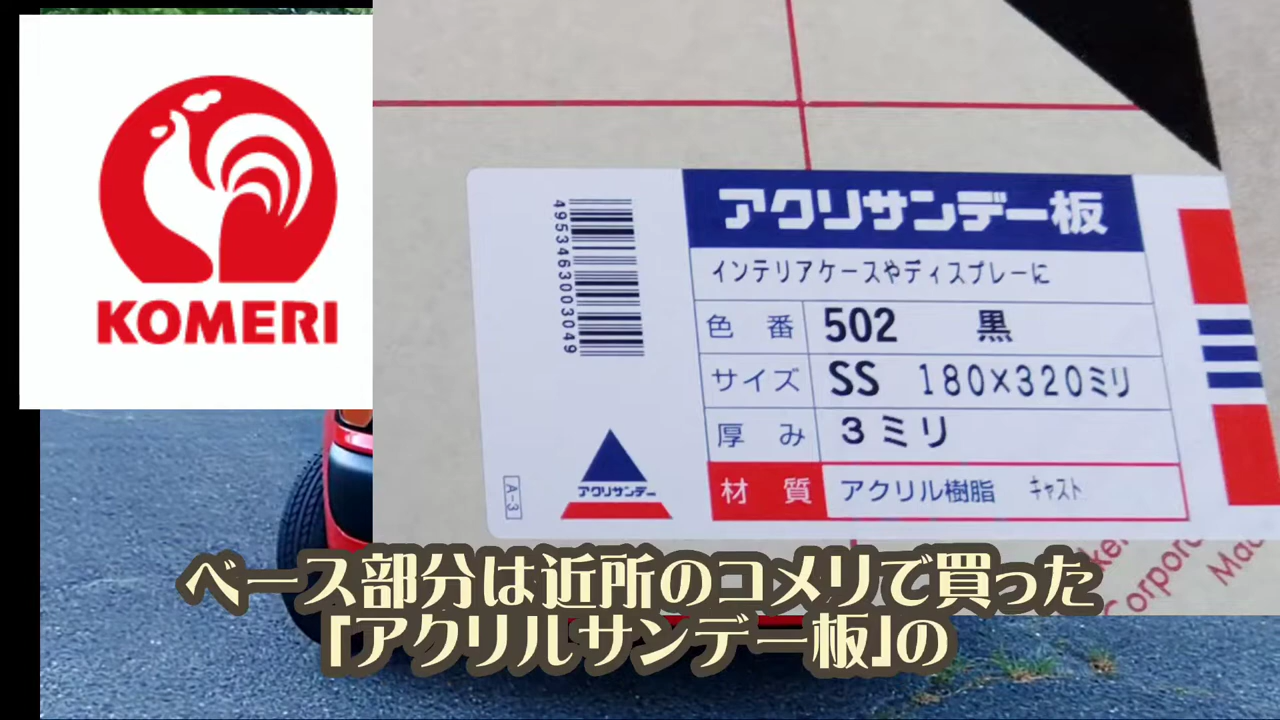 KOMERI
4953463003049
アクリサンデー板
インテリアケースやディスプレーに
色番 502 黒
サイズ SS 180×320ミリ
厚み 3ミリ
材質 アクリル樹脂 キャスト
アクリサンデー
A-3
Corpora
ベース部分は近所のコメリで買った
「アクリルサンデー板」の